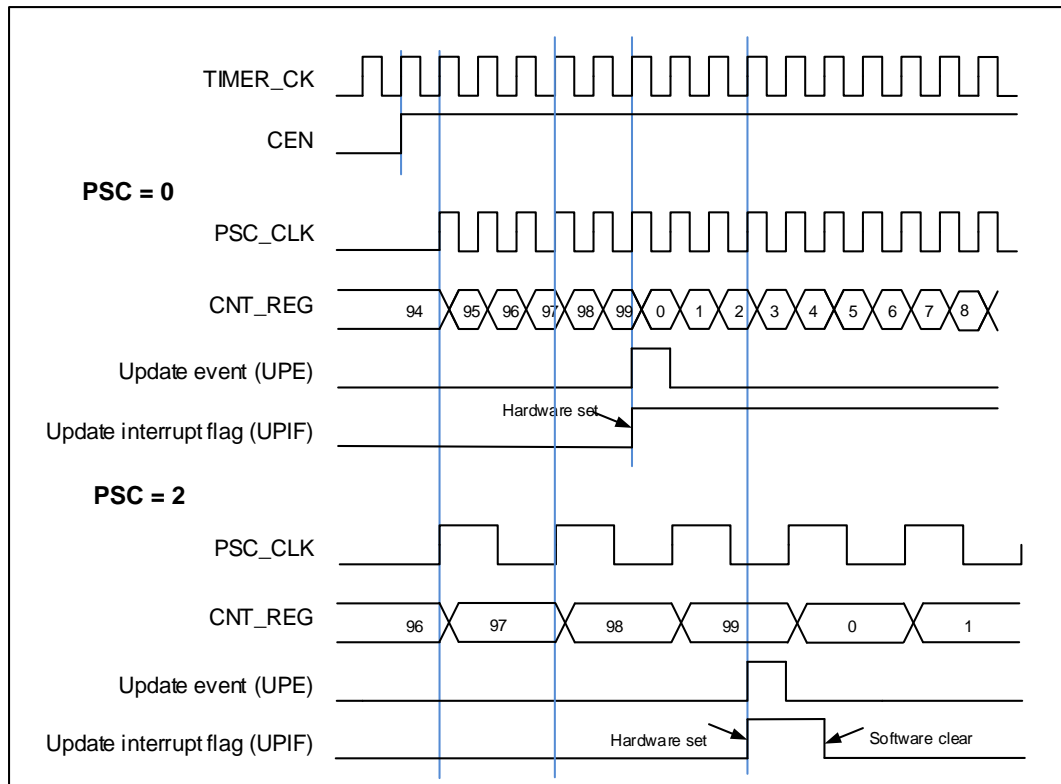 TIMER_CK
CEN
PSC = 0
PSC_CLK
CNT_REG 94 95 96 97 98 99 0 1 2 3 4 5 6 7 8
Update event (UPE)
Hardware set
Update interrupt flag (UPIF)
PSC = 2
PSC_CLK
CNT_REG 96 97 98 99 0 1
Update event (UPE)
Update interrupt flag (UPIF) Hardware set Software clear